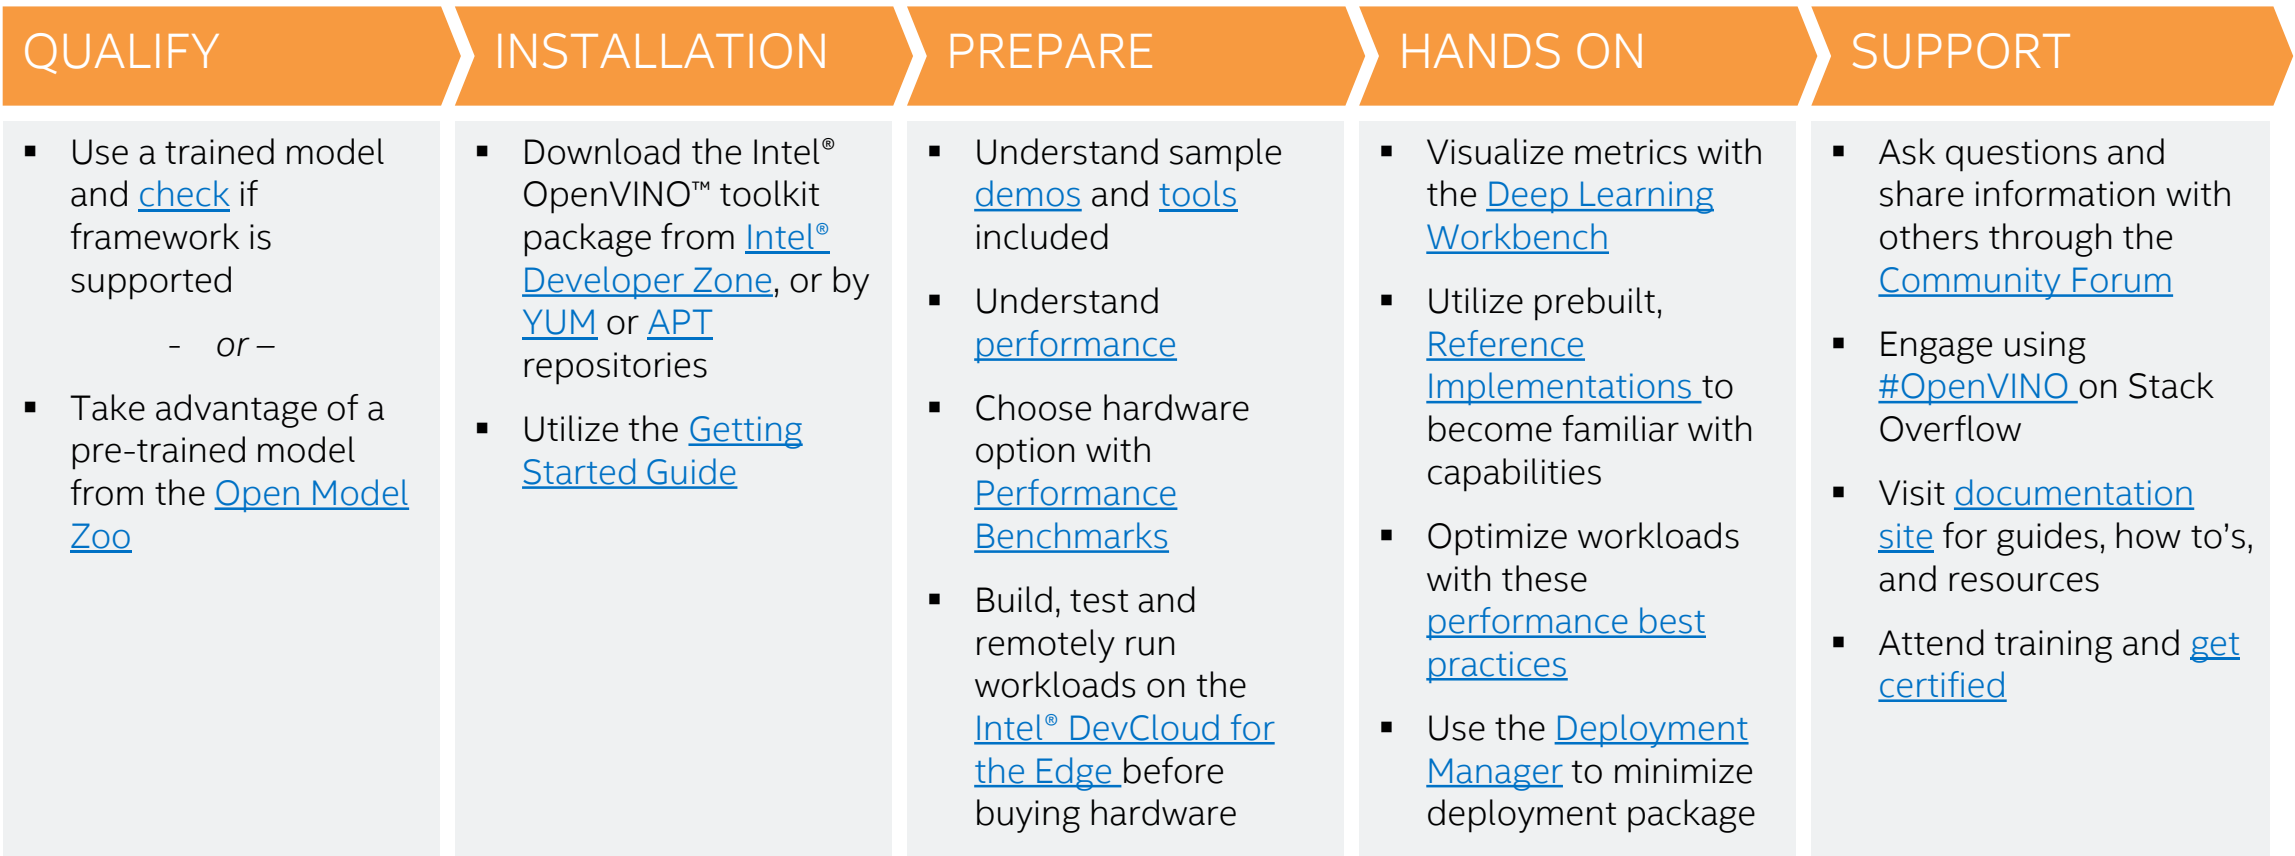 QUALIFY
▪ Use a trained model
and check if
framework is
supported
- or –
▪ Take advantage of a
pre-trained model
from the Open Model
Zoo
INSTALLATION
▪ Download the Intel®
OpenVINO™ toolkit
package from Intel®
Developer Zone, or by
YUM or APT
repositories
▪ Utilize the Getting
Started Guide
PREPARE
▪ Understand sample
demos and tools
included
▪ Understand
performance
▪ Choose hardware
option with
Performance
Benchmarks
▪ Build, test and
remotely run
workloads on the
Intel® DevCloud for
the Edge before
buying hardware
HANDS ON
▪ Visualize metrics with
the Deep Learning
Workbench
▪ Utilize prebuilt,
Reference
Implementations to
become familiar with
capabilities
▪ Optimize workloads
with these
performance best
practices
▪ Use the Deployment
Manager to minimize
deployment package
SUPPORT
▪ Ask questions and
share information with
others through the
Community Forum
▪ Engage using
#OpenVINO on Stack
Overflow
▪ Visit documentation
site for guides, how to’s,
and resources
▪ Attend training and get
certified